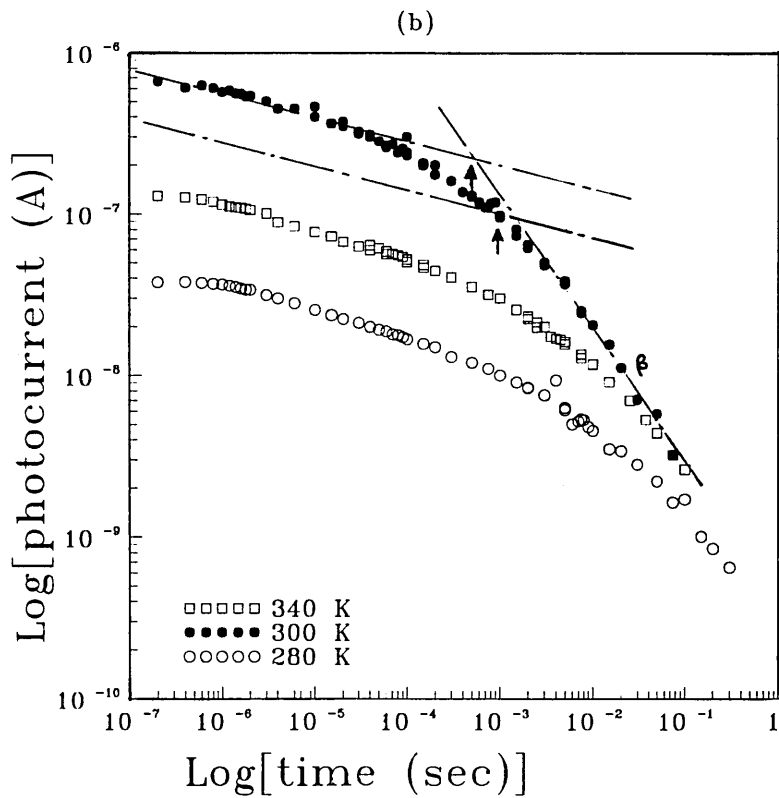 (b)
Log[photocurrent (A)]
10⁻⁶
10⁻⁷
10⁻⁸
10⁻⁹
10⁻¹⁰
β
340 K
300 K
280 K
10⁻⁷ 10⁻⁶ 10⁻⁵ 10⁻⁴ 10⁻³ 10⁻² 10⁻¹ 1
Log[time (sec)]